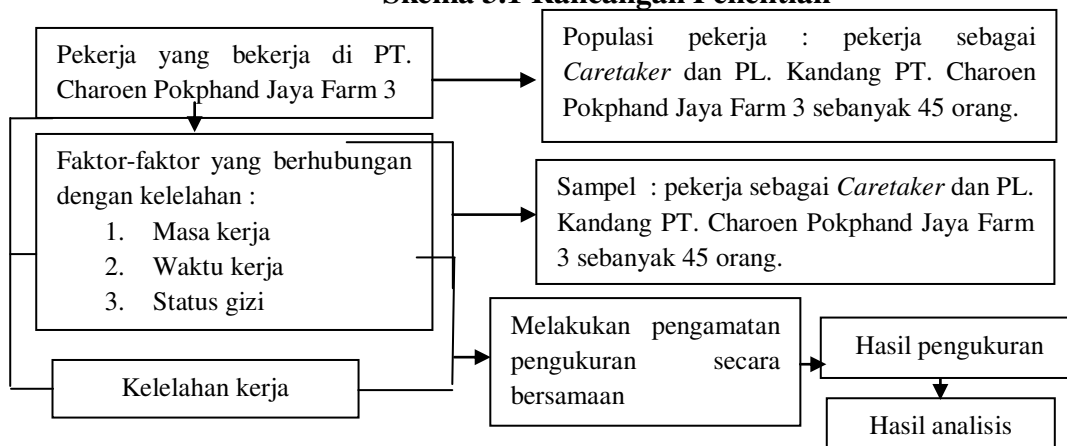 Skema 3.1 Rancangan Penelitian
Pekerja yang bekerja di PT.
Charoen Pokphand Jaya Farm 3
Populasi pekerja : pekerja sebagai
Caretaker dan PL. Kandang PT. Charoen
Pokphand Jaya Farm 3 sebanyak 45 orang.
Faktor-faktor yang berhubungan
dengan kelelahan :
1. Masa kerja
2. Waktu kerja
3. Status gizi
Sampel : pekerja sebagai Caretaker dan PL.
Kandang PT. Charoen Pokphand Jaya Farm
3 sebanyak 45 orang.
Kelelahan kerja
Melakukan pengamatan
pengukuran secara
bersamaan
Hasil pengukuran
Hasil analisis